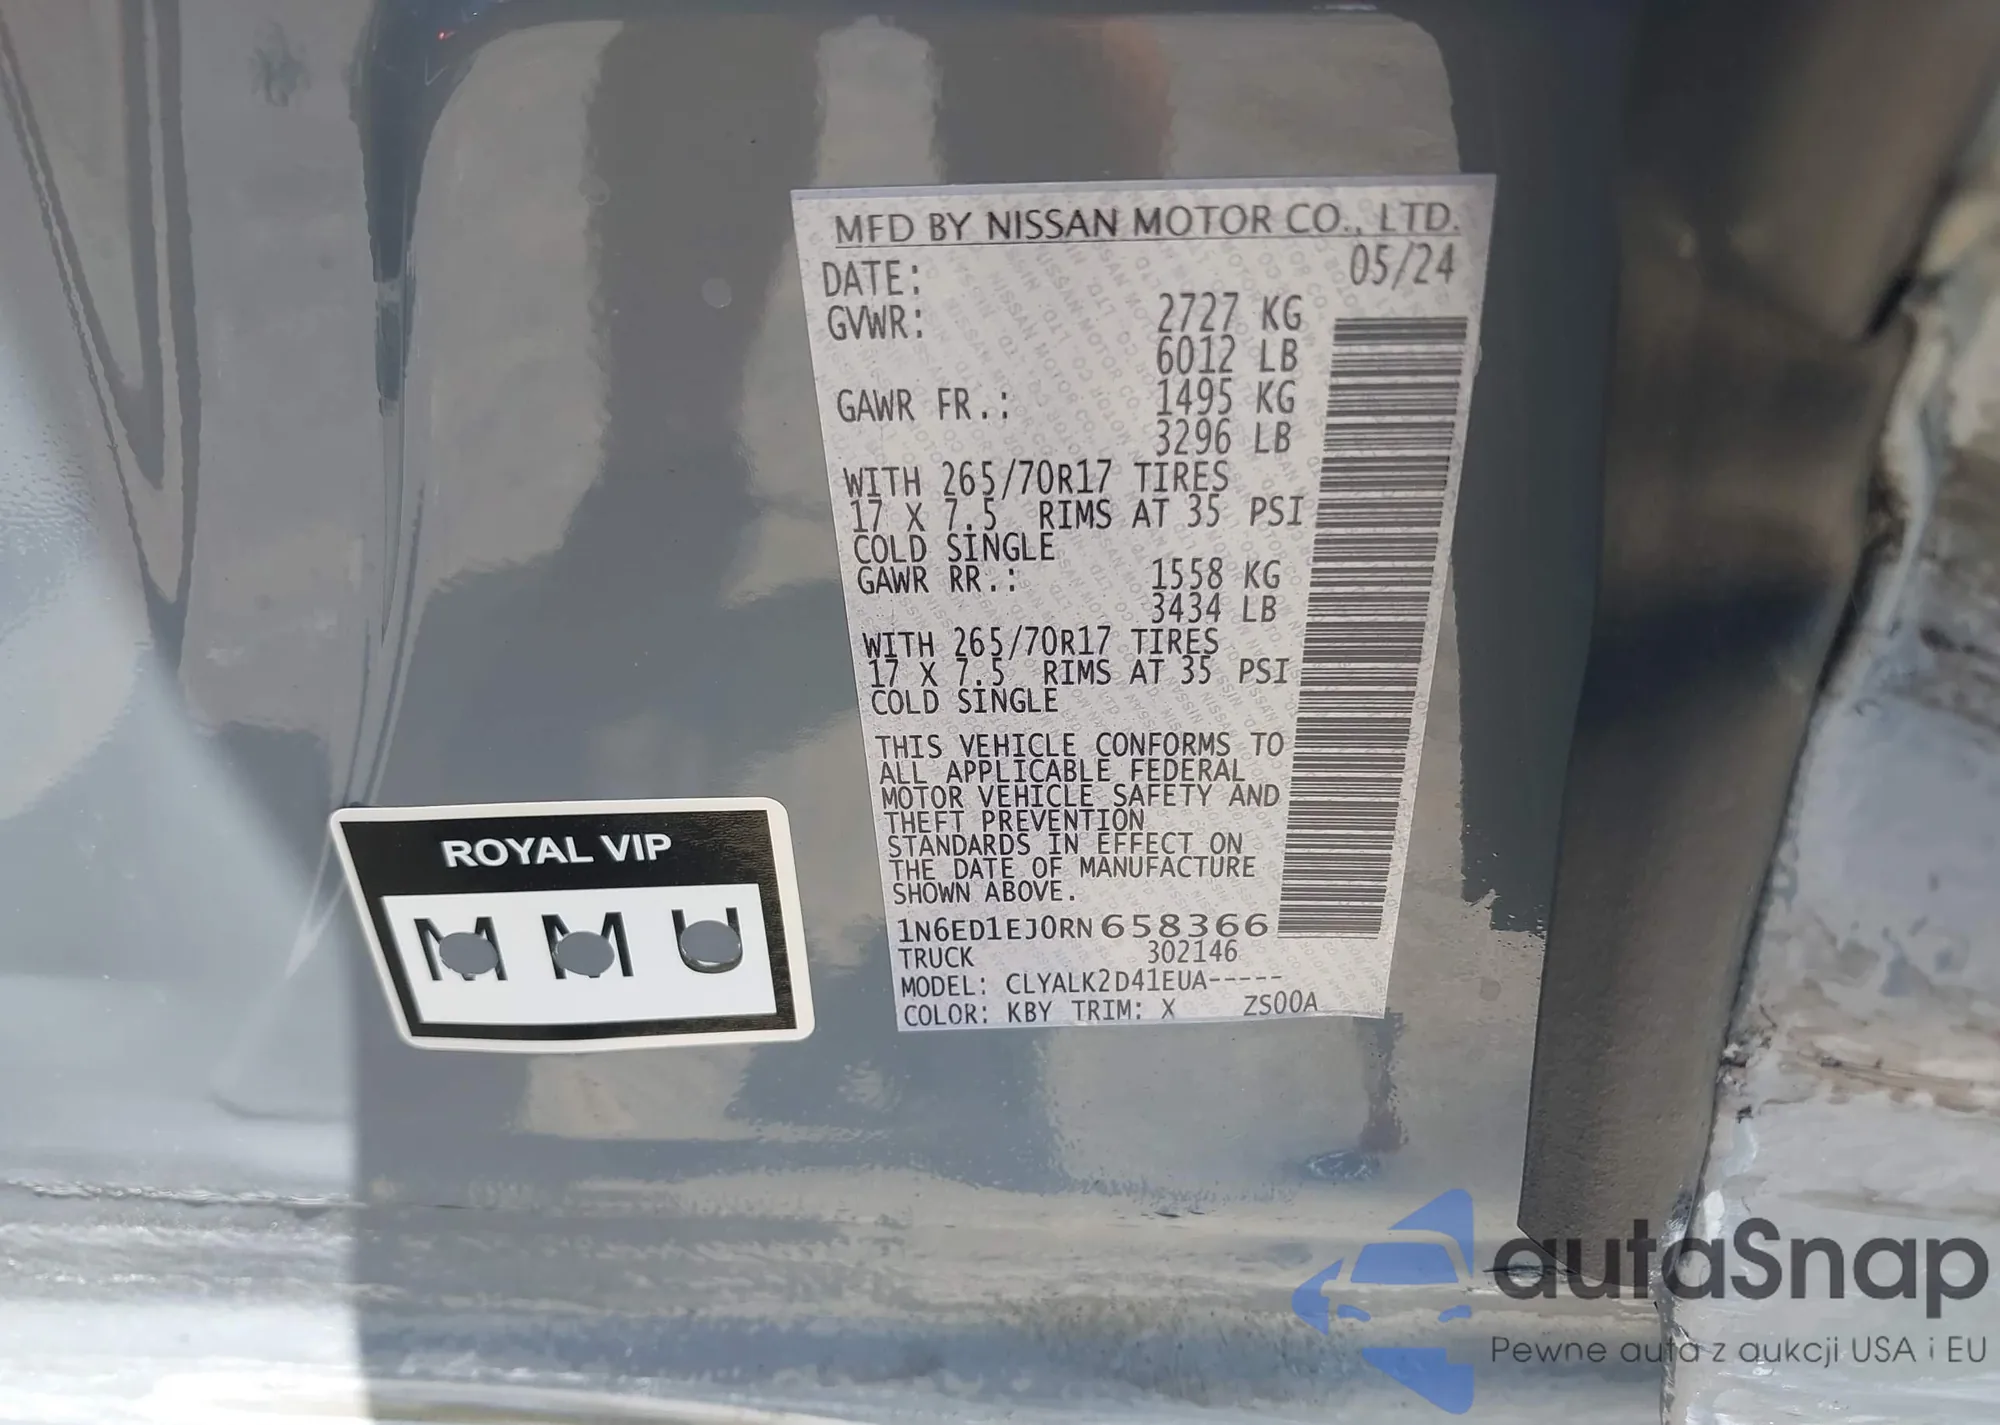 MFD BY NISSAN MOTOR CO., LTD.
DATE: 05/24
GVWR: 2727 KG
6012 LB
GAWR FR.: 1495 KG
3296 LB
WITH 265/70R17 TIRES
17 X 7.5 RIMS AT 35 PSI
COLD SINGLE
GAWR RR.: 1558 KG
3434 LB
WITH 265/70R17 TIRES
17 X 7.5 RIMS AT 35 PSI
COLD SINGLE
THIS VEHICLE CONFORMS TO
ALL APPLICABLE FEDERAL
MOTOR VEHICLE SAFETY AND
THEFT PREVENTION
STANDARDS IN EFFECT ON
THE DATE OF MANUFACTURE
SHOWN ABOVE.
1N6ED1EJ0RN658366
TRUCK 302146
MODEL: CLYALK2D41EUA-----
COLOR: KBY TRIM: X ZS00A
ROYAL VIP
M M U
autaSnap
Pewne auta z aukcji USA i EU